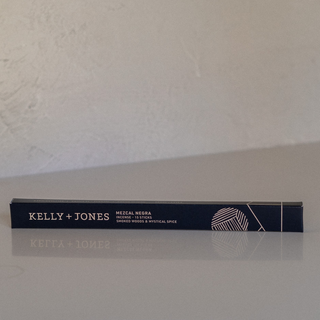 KELLY + JONES
MEZCAL NEGRA
INCENSE - 15 STICKS
SMOKED WOODS & MYSTICAL SPICE